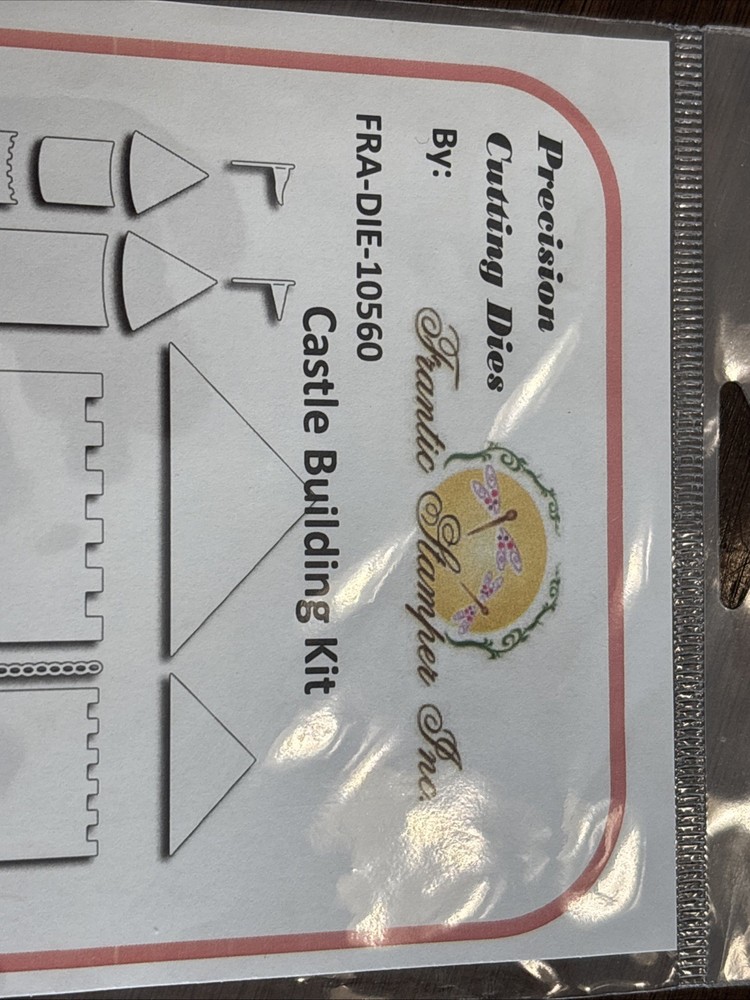 Precision
Cutting Dies
By:
Frantic Stamper Inc.
FRA-DIE-10560
Castle Building Kit